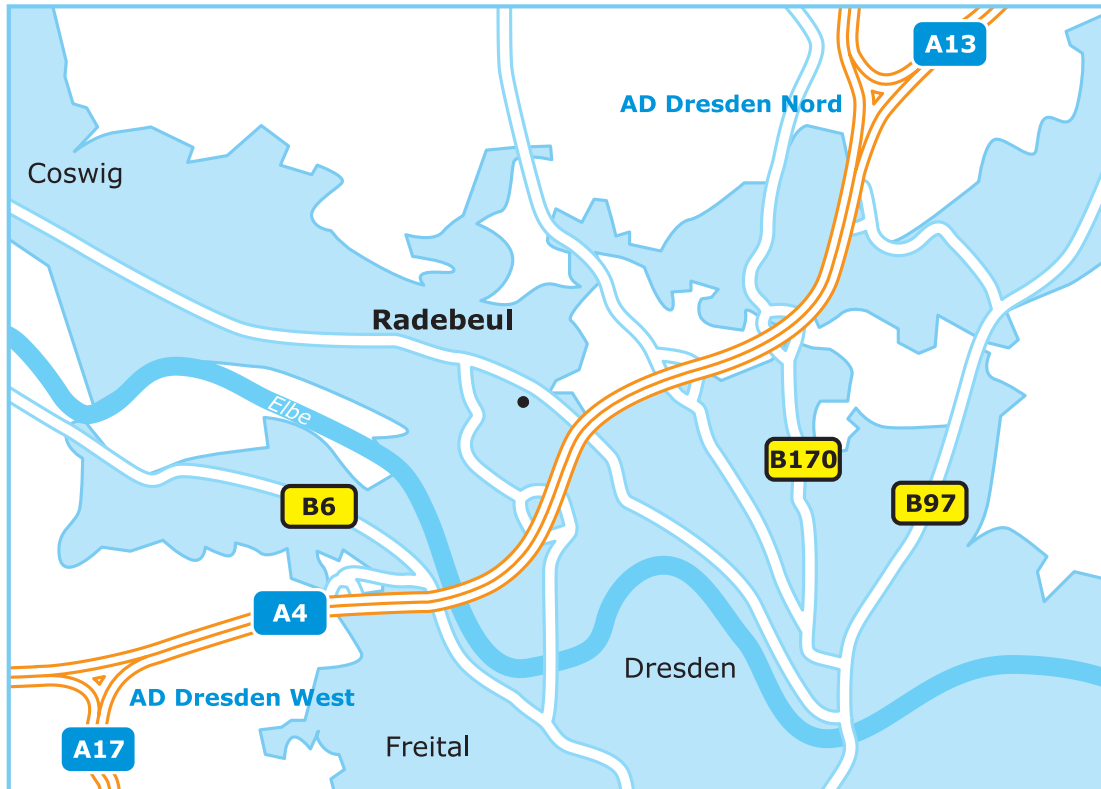 A13
AD Dresden Nord
Coswig
Radebeul
Elbe
B170
B6
B97
A4
Dresden
AD Dresden West
Freital
A17